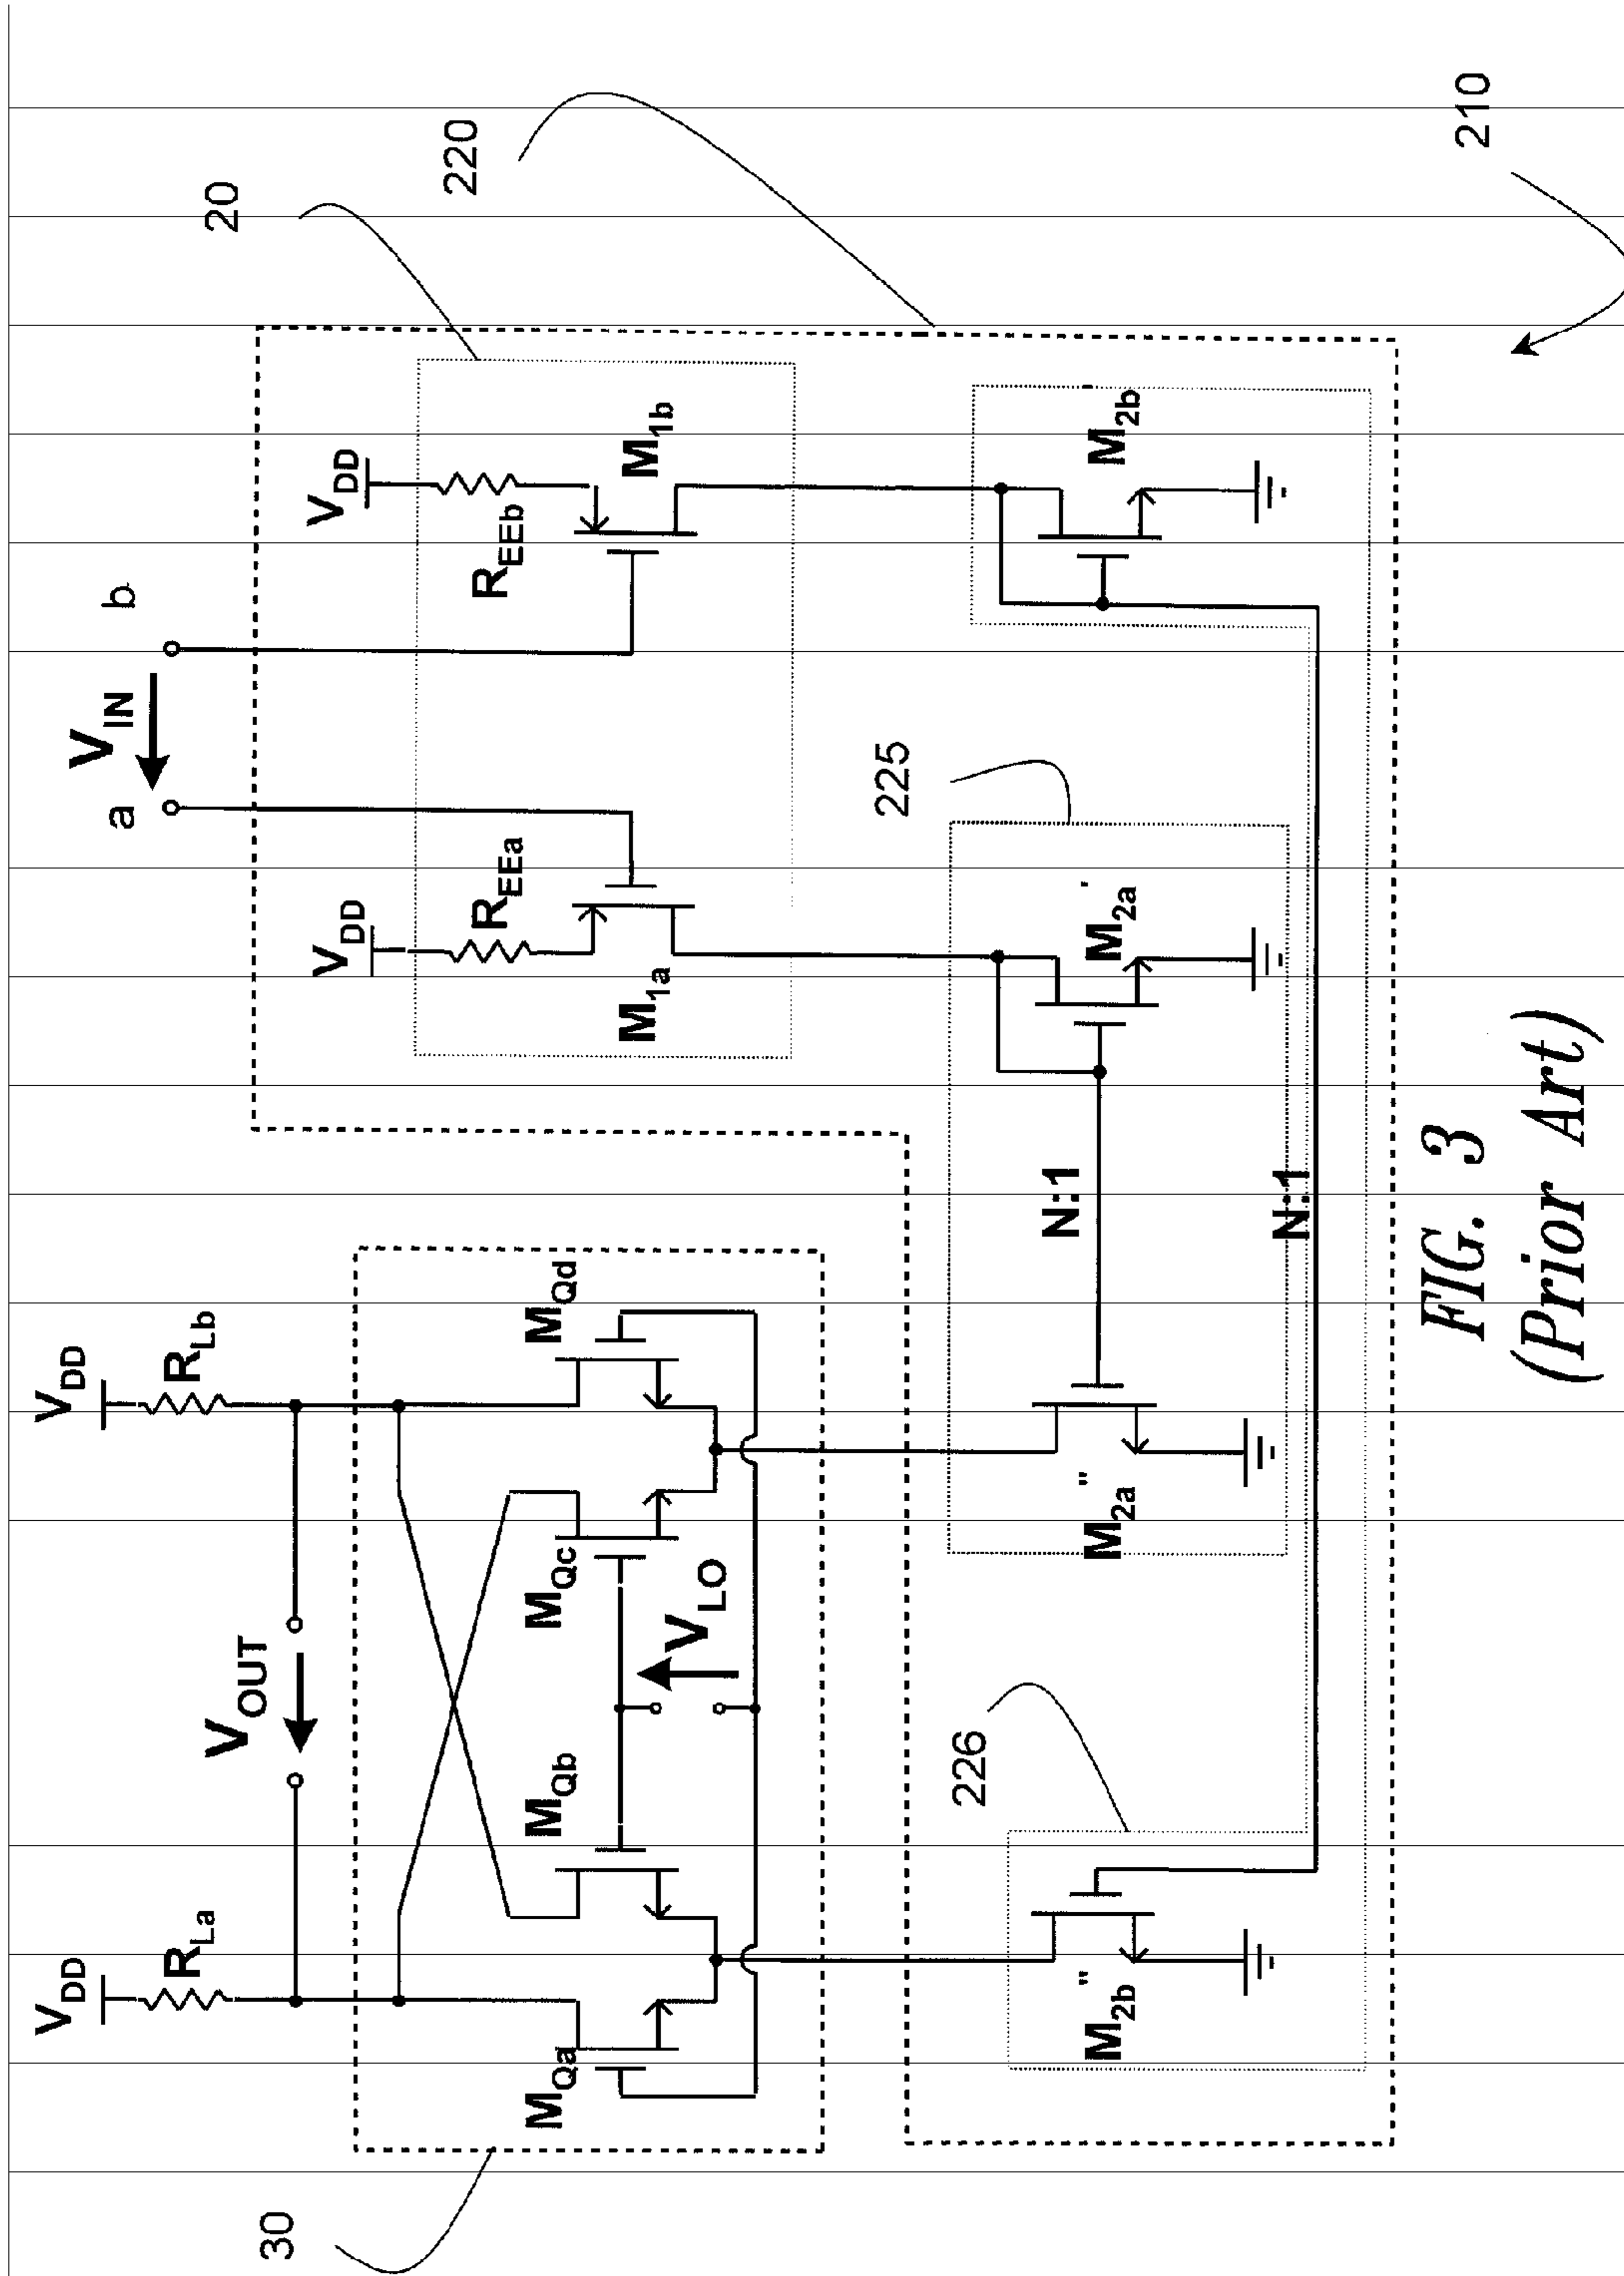 a
b
V_IN
20
220
V_DD
V_DD
R_La
R_Lb
V_OUT
V_DD
V_DD
R_EEa
R_EEb
M_1a
M_1b
30
M_Qa
M_Qb
M_Qc
M_Qd
V_LO
226
225
M_2b"
M_2a"
N:1
M_2a'
M_2b'
N:1
210
FIG. 3
(Prior Art)